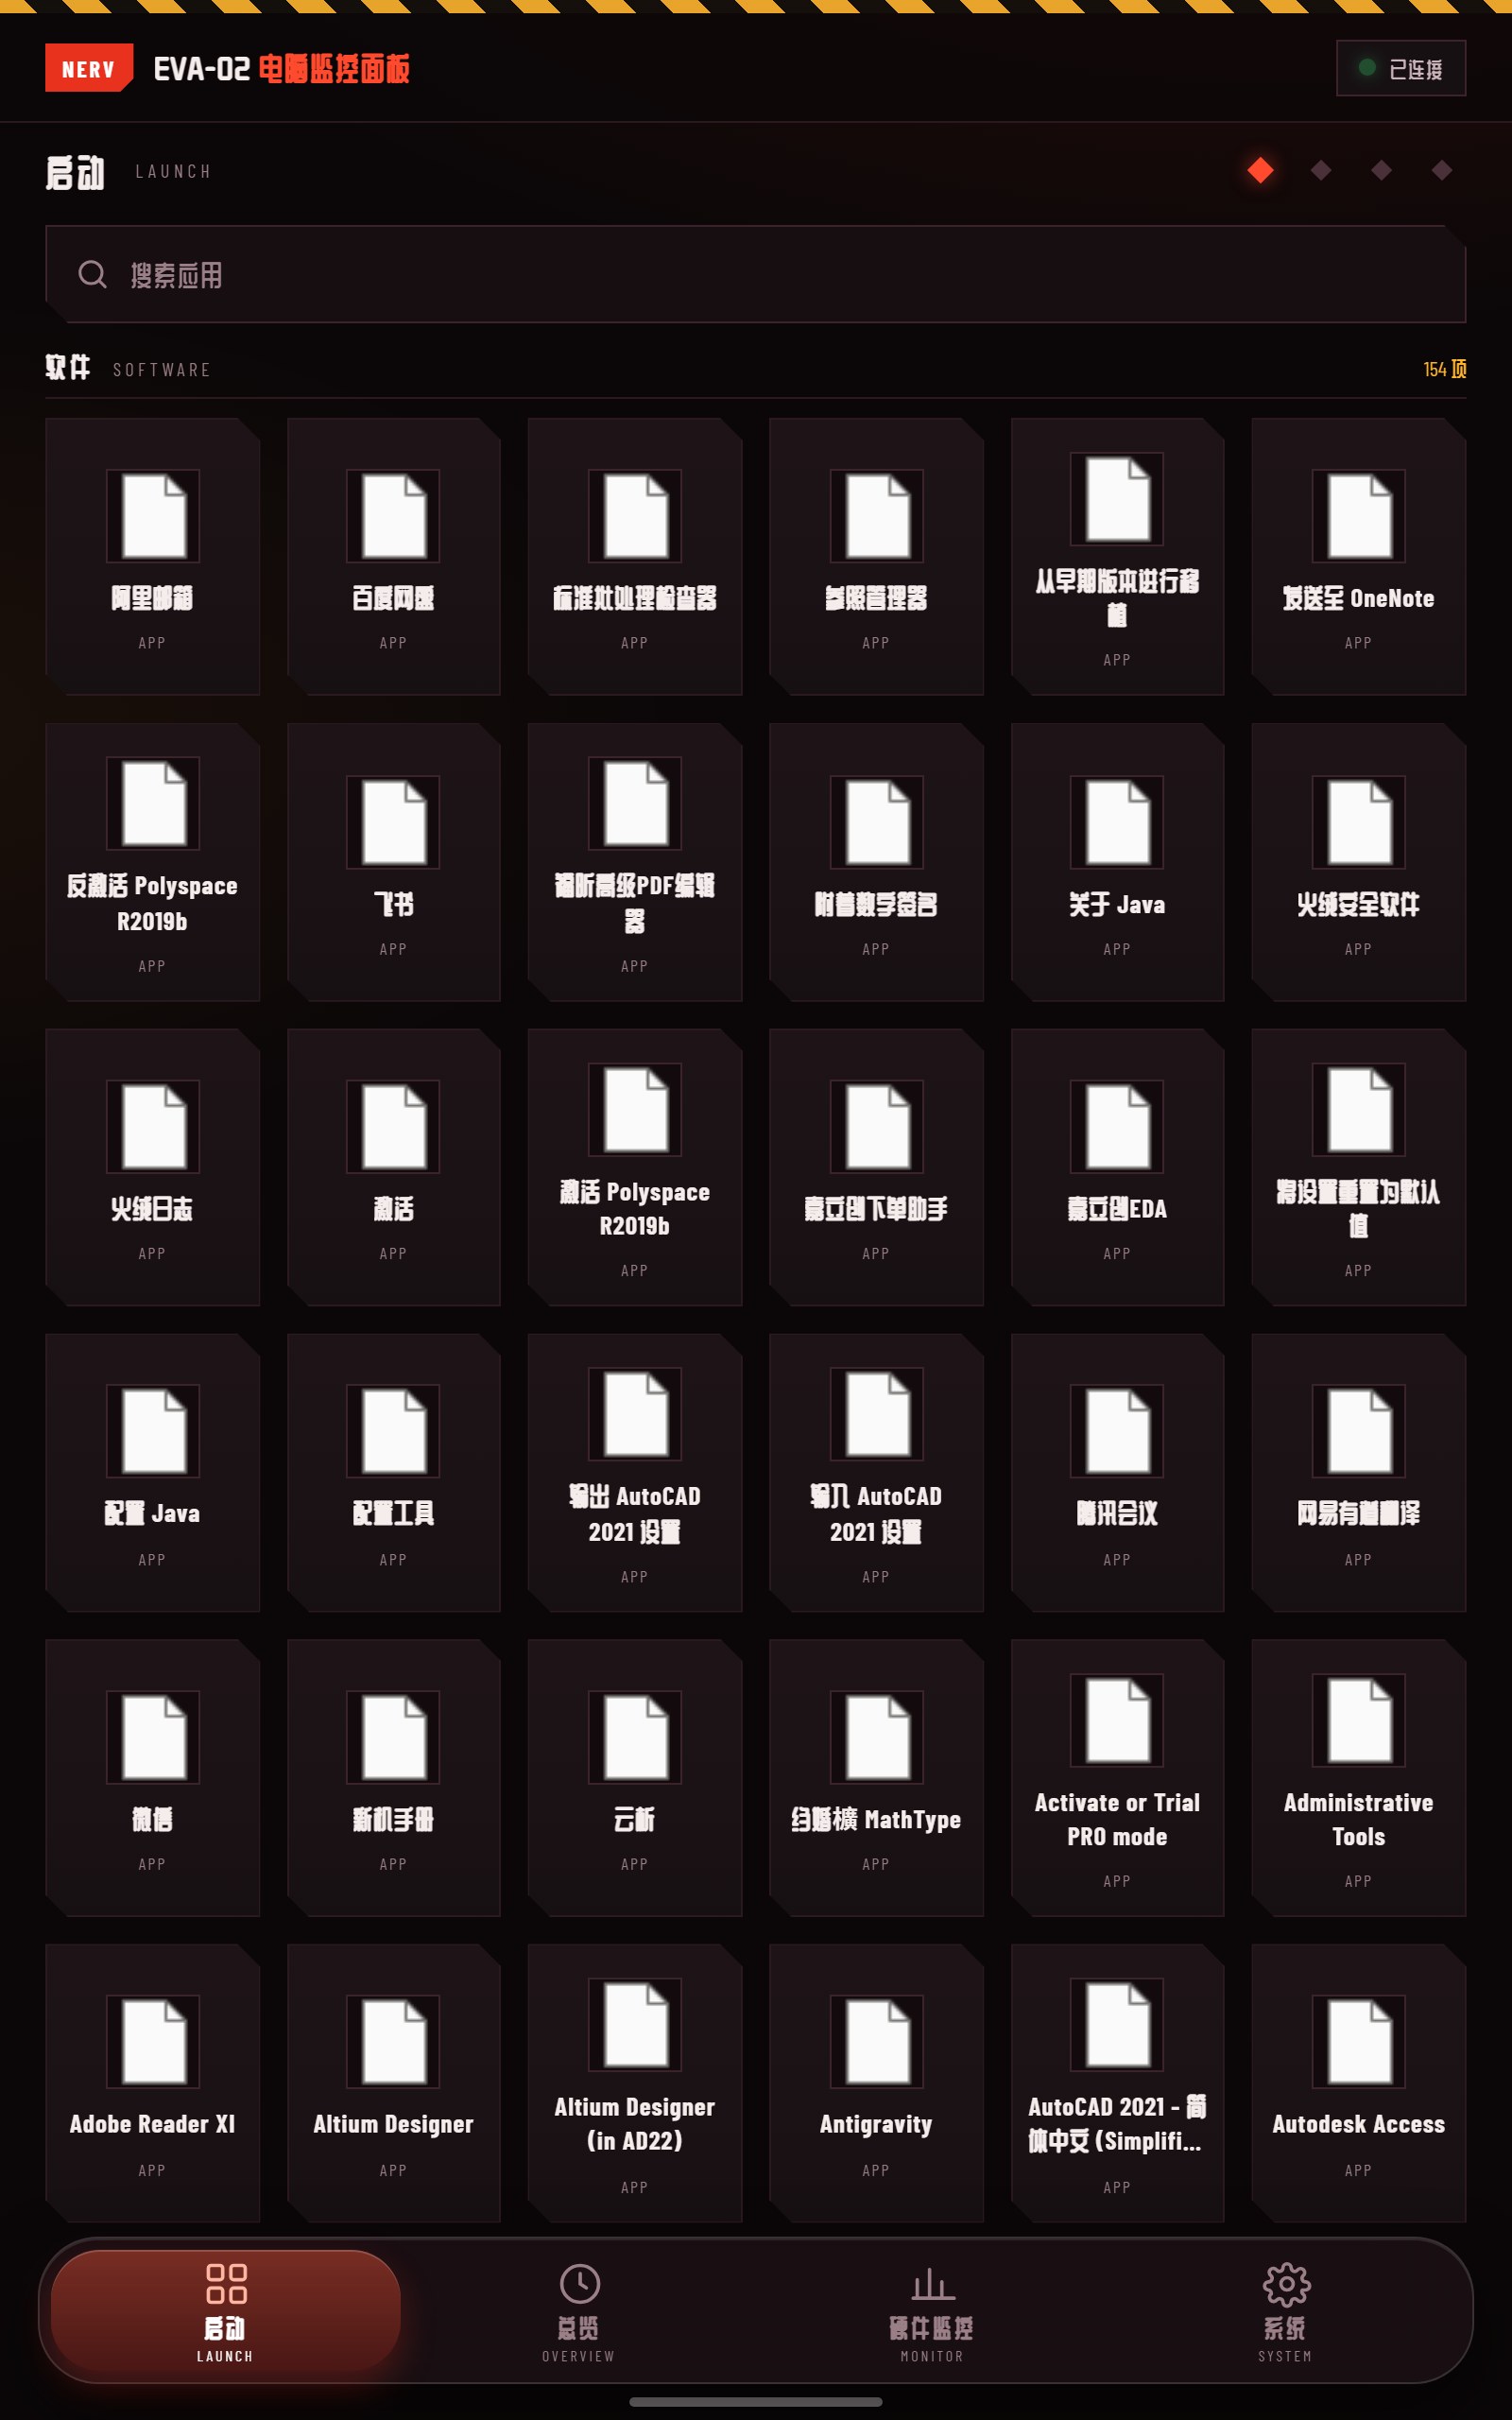 NERV
EVA-02 电脑监控面板
已连接
启动 LAUNCH
搜索应用
软件 SOFTWARE
154 项
阿里邮箱
APP
百度网盘
APP
标准批处理检查器
APP
参照管理器
APP
从早期版本进行移
植
APP
发送至 OneNote
APP
反激活 Polyspace
R2019b
APP
飞书
APP
福昕高级PDF编辑
器
APP
附着数字签名
APP
关于 Java
APP
火绒安全软件
APP
火绒日志
APP
激活
APP
激活 Polyspace
R2019b
APP
嘉立创下单助手
APP
嘉立创EDA
APP
将设置重置为默认
值
APP
配置 Java
APP
配置工具
APP
输出 AutoCAD
2021 设置
APP
输入 AutoCAD
2021 设置
APP
腾讯会议
APP
网易有道翻译
APP
微信
APP
新机手册
APP
云析
APP
MathType
APP
Activate or Trial
PRO mode
APP
Administrative
Tools
APP
Adobe Reader XI
APP
Altium Designer
APP
Altium Designer
(in AD22)
APP
Antigravity
APP
AutoCAD 2021 - 简
体中文 (Simplifi...
APP
Autodesk Access
APP
启动
LAUNCH
总览
OVERVIEW
硬件监控
MONITOR
系统
SYSTEM